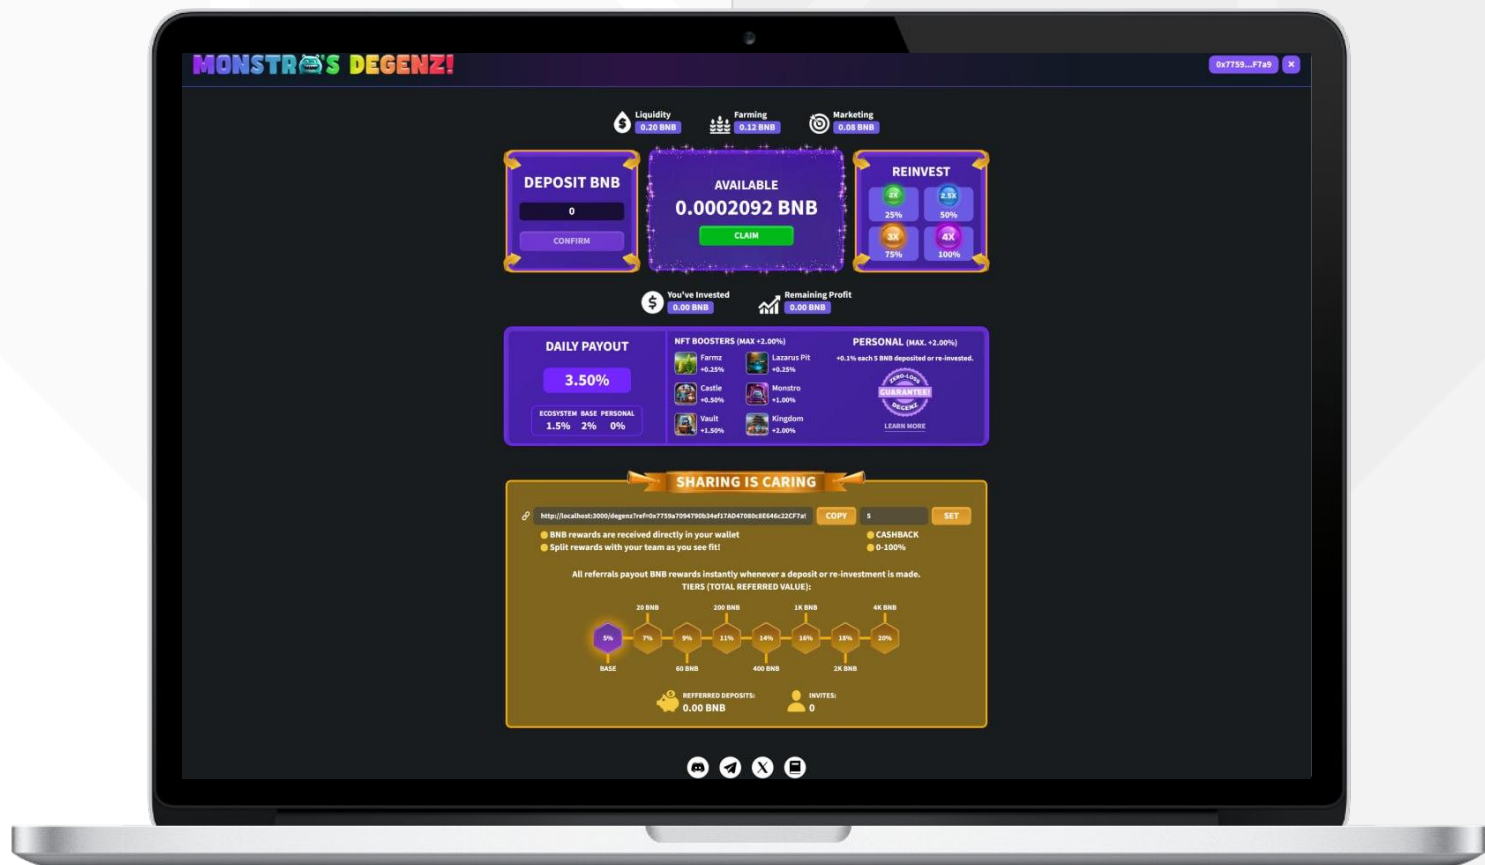 MONSTRO'S DEGENZ!
0x7759...F7a9 ×
Liquidity
0.20 BNB
Farming
0.12 BNB
Marketing
0.08 BNB
DEPOSIT BNB
0
CONFIRM
AVAILABLE
0.0002092 BNB
CLAIM
REINVEST
2X
25%
2.5X
50%
3X
75%
4X
100%
You've Invested
0.00 BNB
Remaining Profit
0.00 BNB
DAILY PAYOUT
3.50%
ECOSYSTEM BASE PERSONAL
1.5% 2% 0%
NFT BOOSTERS (MAX +2.00%)
Farmz
+0.25%
Lazarus Pit
+0.25%
Castle
+0.50%
Monstro
+1.00%
Vault
+1.50%
Kingdom
+2.00%
PERSONAL (MAX. +2.00%)
+0.1% each 5 BNB deposited or re-invested.
ZERO-LOSS
GUARANTEE!
DEGENZ
LEARN MORE
SHARING IS CARING
COPY
5
SET
BNB rewards are received directly in your wallet
Split rewards with your team as you see fit!
CASHBACK
0-100%
All referrals payout BNB rewards instantly whenever a deposit or re-investment is made.
TIERS (TOTAL REFERRED VALUE):
20 BNB 200 BNB 1K BNB 4K BNB
5% 7% 9% 11% 14% 16% 18% 20%
BASE 60 BNB 400 BNB 2K BNB
REFFERRED DEPOSITS:
0.00 BNB
INVITES:
0